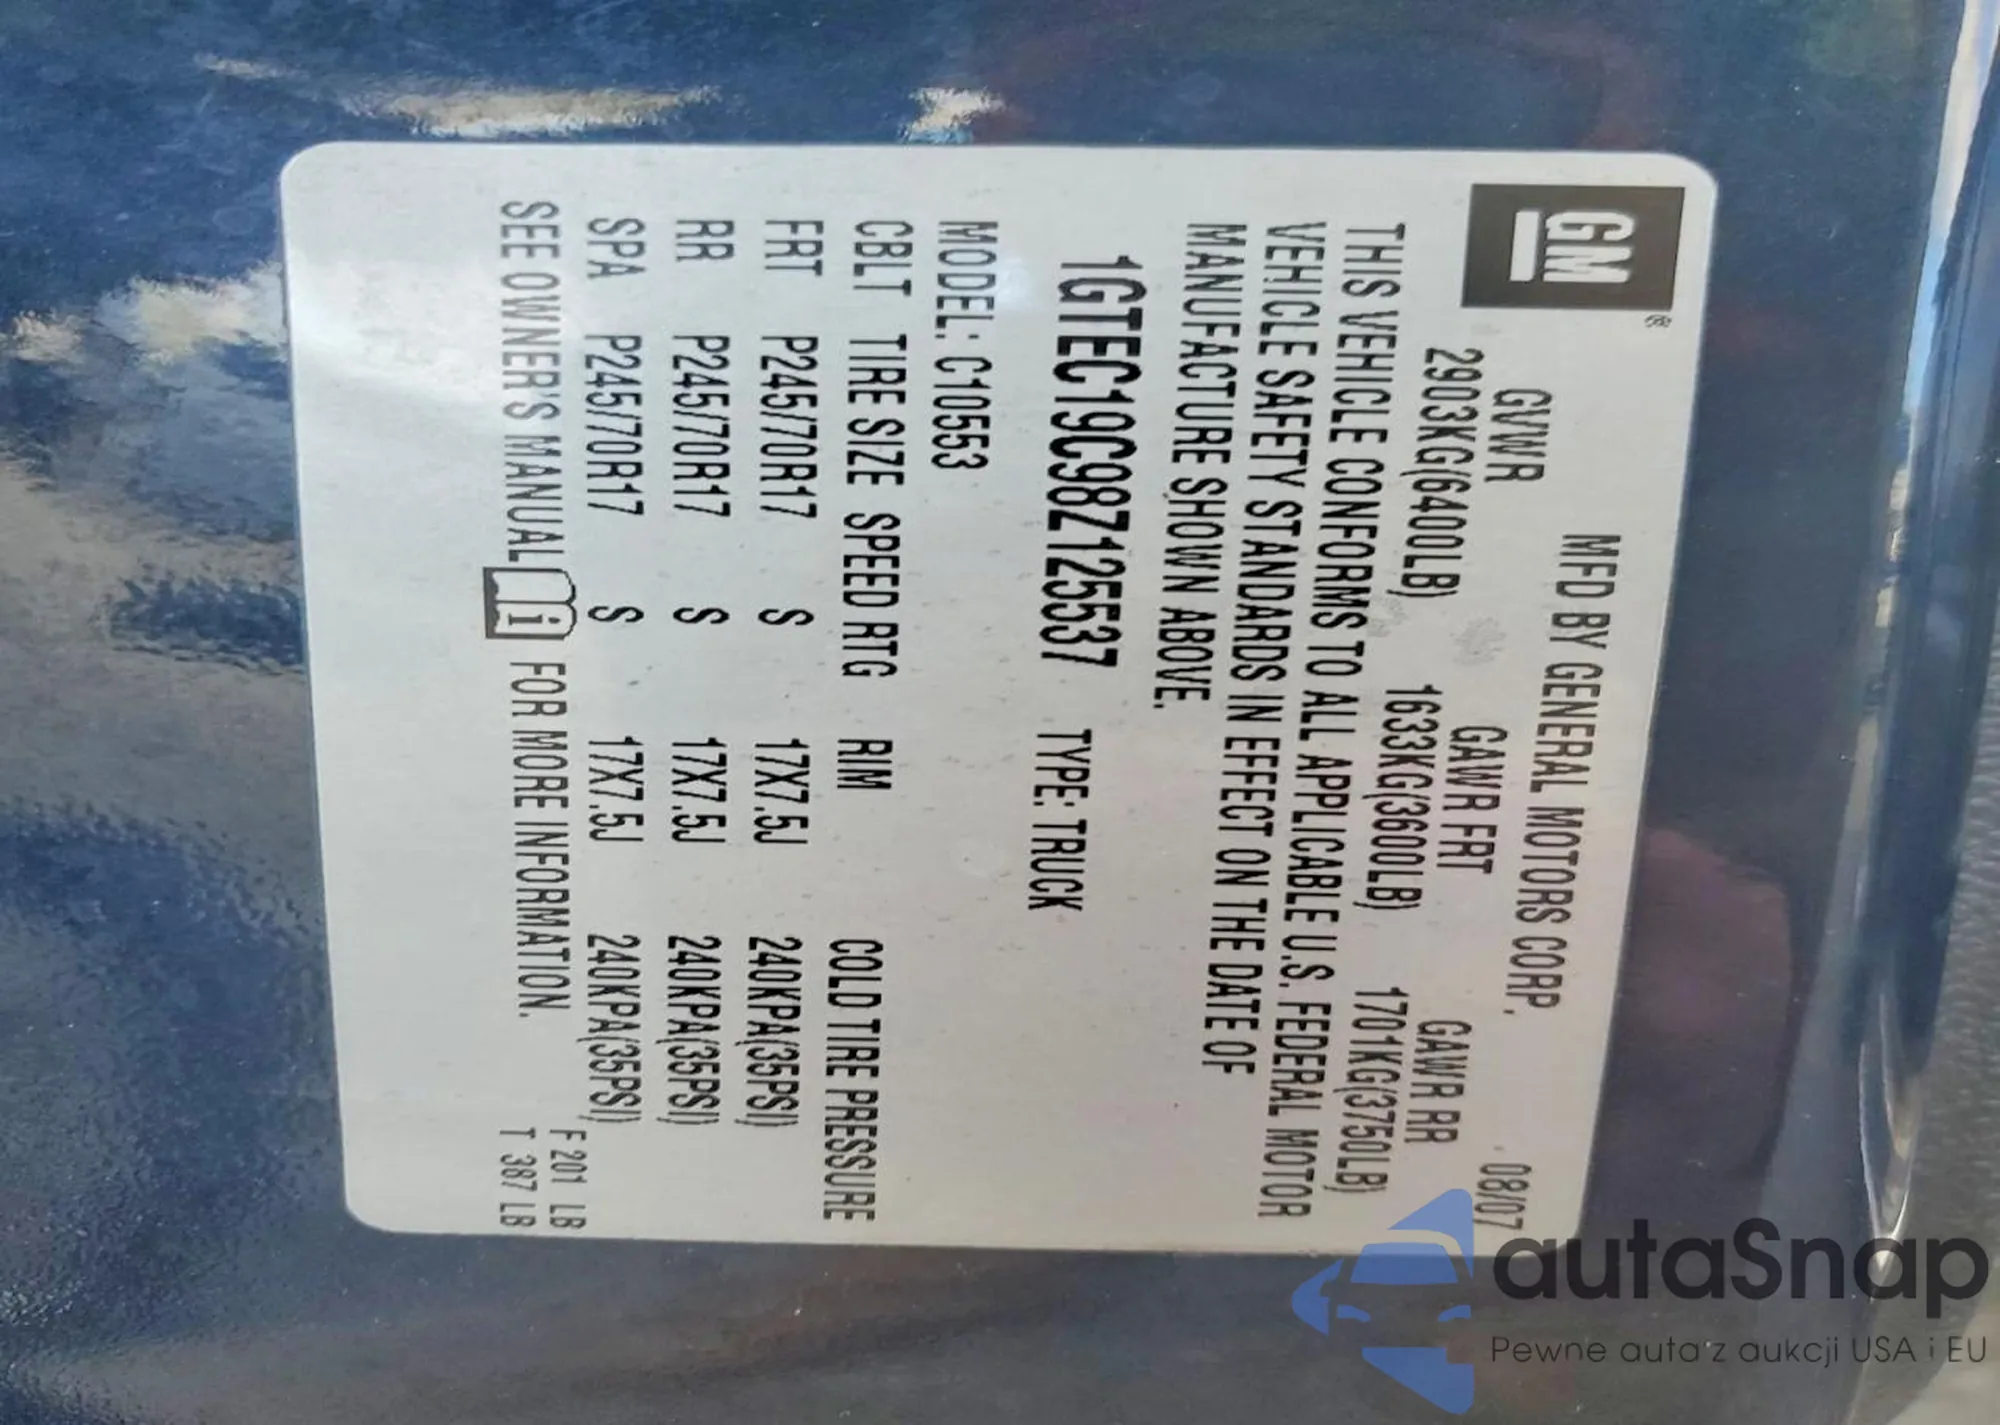 GM ®
MFD BY GENERAL MOTORS CORP. 08/07
GVWR GAWR FRT GAWR RR
2903KG(6400LB) 1633KG(3600LB) 1701KG(3750LB)
THIS VEHICLE CONFORMS TO ALL APPLICABLE U.S. FEDERAL MOTOR
VEHICLE SAFETY STANDARDS IN EFFECT ON THE DATE OF
MANUFACTURE SHOWN ABOVE.
1GTEC19C98Z125537 TYPE: TRUCK
MODEL: C10553
CBLT TIRE SIZE SPEED RTG RIM COLD TIRE PRESSURE
FRT P245/70R17 S 17X7.5J 240KPA(35PSI)
RR P245/70R17 S 17X7.5J 240KPA(35PSI)
SPA P245/70R17 S 17X7.5J 240KPA(35PSI)
SEE OWNER'S MANUAL i FOR MORE INFORMATION.
F 201 LB
T 387 LB
autaSnap
Pewne auta z aukcji USA i EU